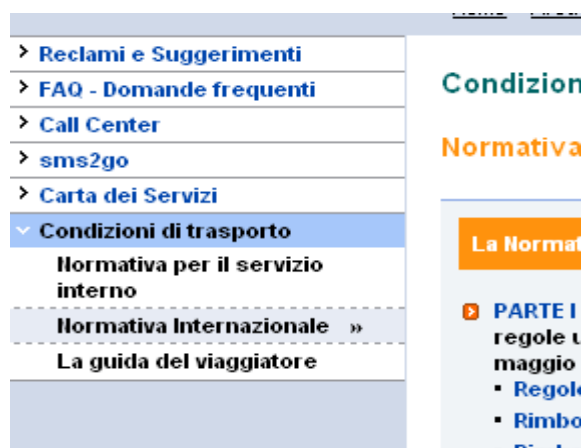 Reclami e Suggerimenti
FAQ - Domande frequenti
Call Center
sms2go
Carta dei Servizi
Condizioni di trasporto
Normativa per il servizio
interno
Normativa Internazionale »
La guida del viaggiatore
Condizion
Normativa
La Normat
PARTE I
regole u
maggio
Regole
Rimbo